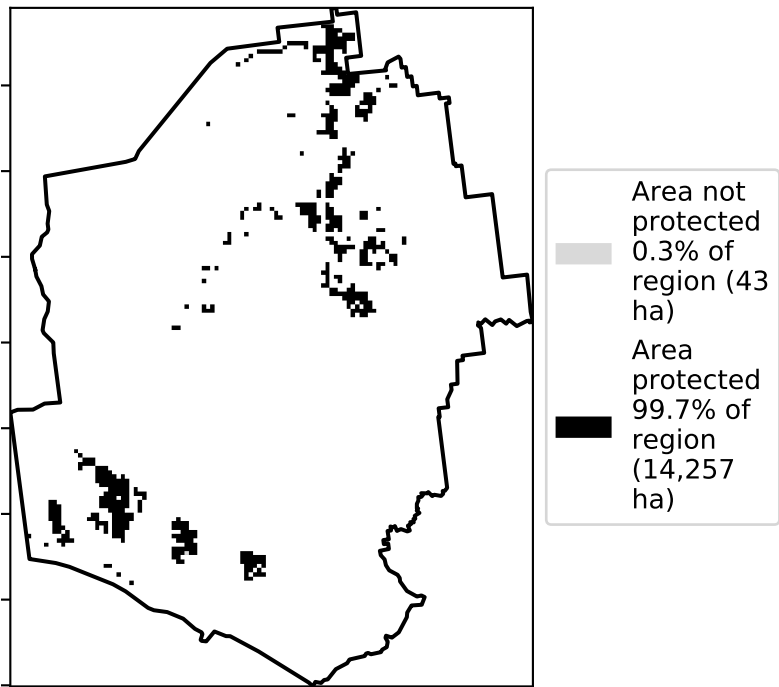 Area not
protected
0.3% of
region (43
ha)
Area
protected
99.7% of
region
(14,257
ha)